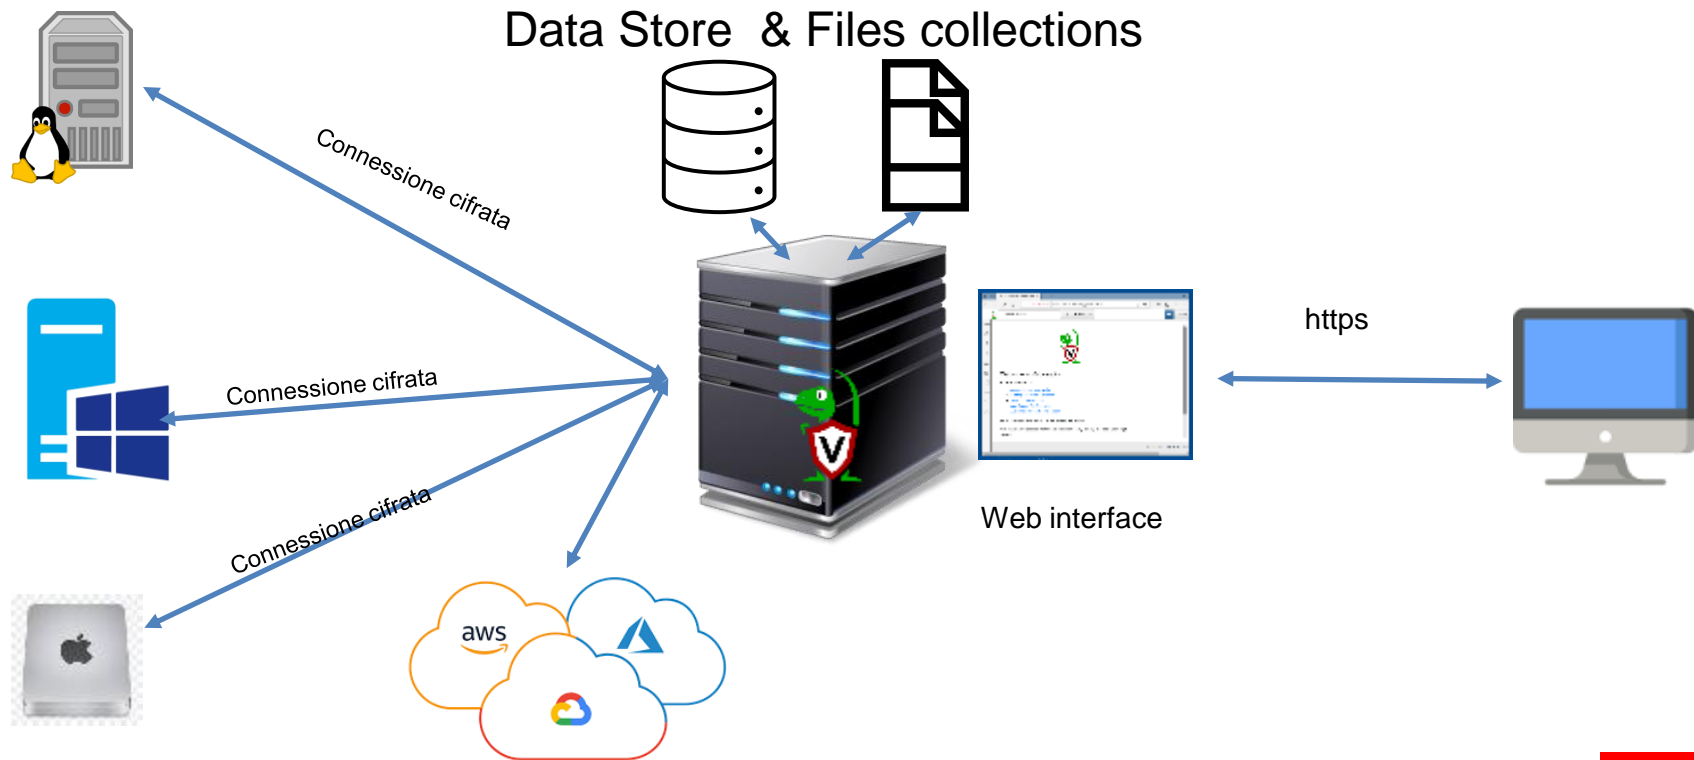 Data Store & Files collections
Connessione cifrata
https
Connessione cifrata
V
Connessione cifrata
Web interface
aws